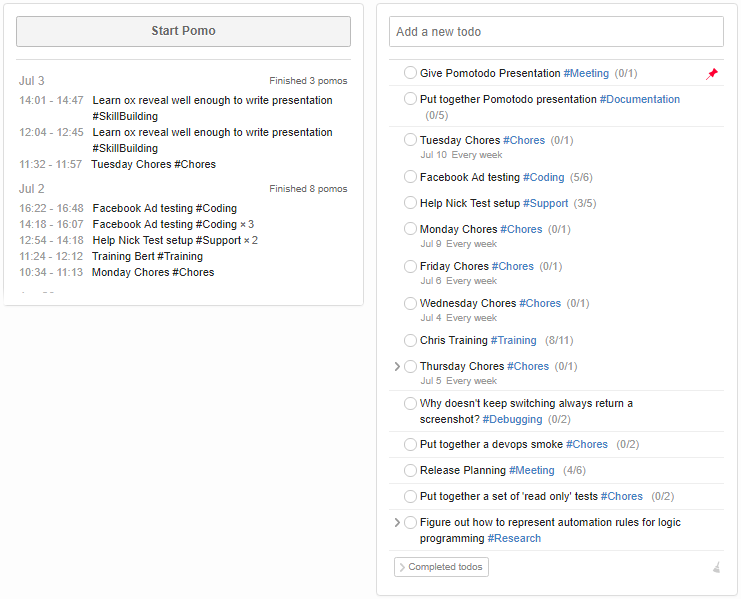 Start Pomo
Jul 3 Finished 3 pomos
14:01 - 14:47 Learn ox reveal well enough to write presentation
#SkillBuilding
12:04 - 12:45 Learn ox reveal well enough to write presentation
#SkillBuilding
11:32 - 11:57 Tuesday Chores #Chores
Jul 2 Finished 8 pomos
16:22 - 16:48 Facebook Ad testing #Coding
14:18 - 16:07 Facebook Ad testing #Coding × 3
12:54 - 14:18 Help Nick Test setup #Support × 2
11:24 - 12:12 Training Bert #Training
10:34 - 11:13 Monday Chores #Chores
Add a new todo
Give Pomotodo Presentation #Meeting (0/1)
Put together Pomotodo presentation #Documentation
(0/5)
Tuesday Chores #Chores (0/1)
Jul 10 Every week
Facebook Ad testing #Coding (5/6)
Help Nick Test setup #Support (3/5)
Monday Chores #Chores (0/1)
Jul 9 Every week
Friday Chores #Chores (0/1)
Jul 6 Every week
Wednesday Chores #Chores (0/1)
Jul 4 Every week
Chris Training #Training (8/11)
Thursday Chores #Chores (0/1)
Jul 5 Every week
Why doesn't keep switching always return a
screenshot? #Debugging (0/2)
Put together a devops smoke #Chores (0/2)
Release Planning #Meeting (4/6)
Put together a set of 'read only' tests #Chores (0/2)
Figure out how to represent automation rules for logic
programming #Research
Completed todos